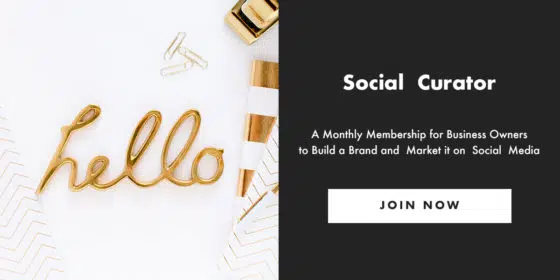 hello
Social Curator
A Monthly Membership for Business Owners
to Build a Brand and Market it on Social Media
JOIN NOW